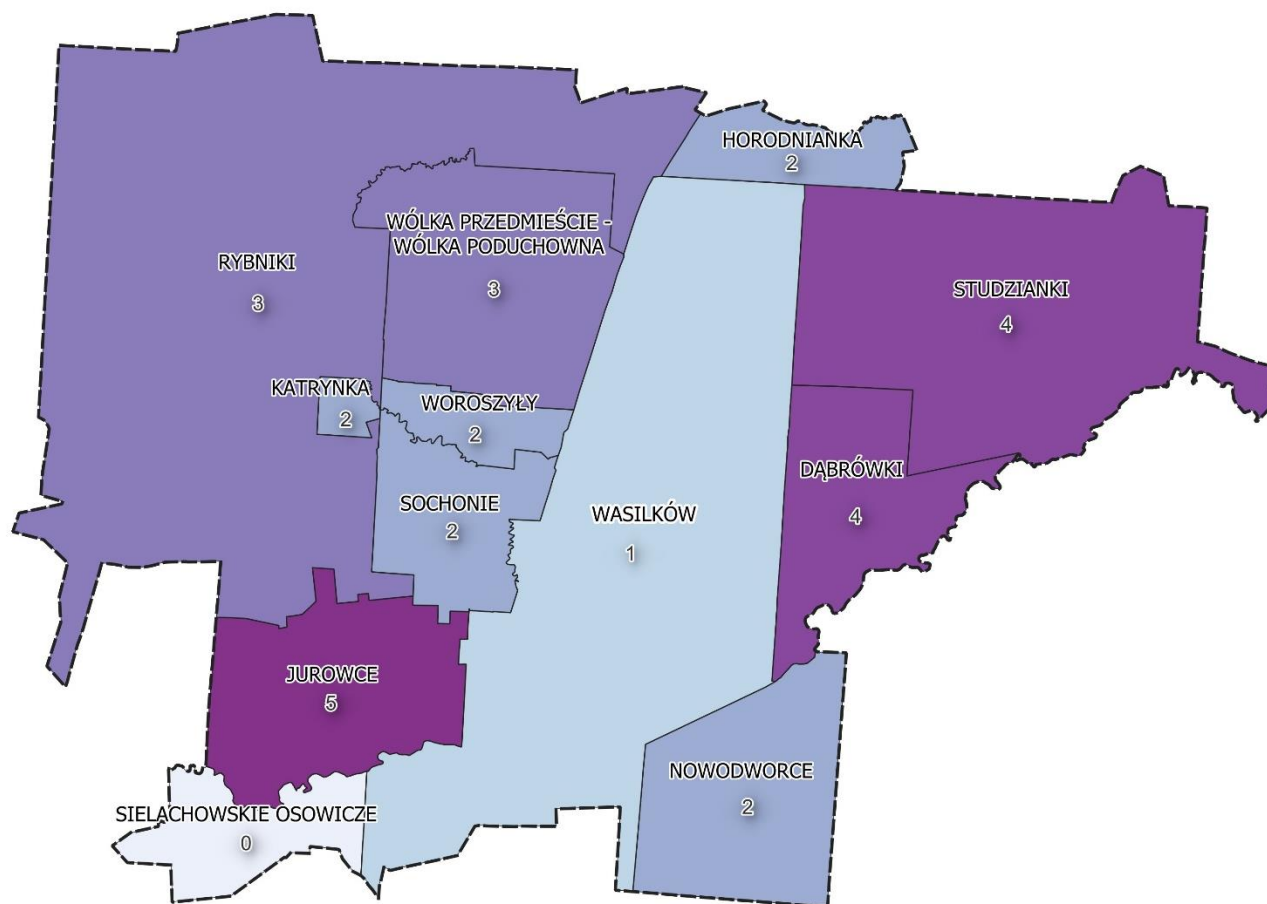 HORODNIANKA
2
WÓLKA PRZEDMIEŚCIE -
WÓLKA PODUCHOWNA
3
RYBNIKI
3
STUDZIANKI
4
KATRYNKA
2
WOROSZYŁY
2
DĄBRÓWKI
4
SOCHONIE
2
WASILKÓW
1
JUROWCE
5
NOWODWORCE
2
SIELACHOWSKIE OSOWICZE
0